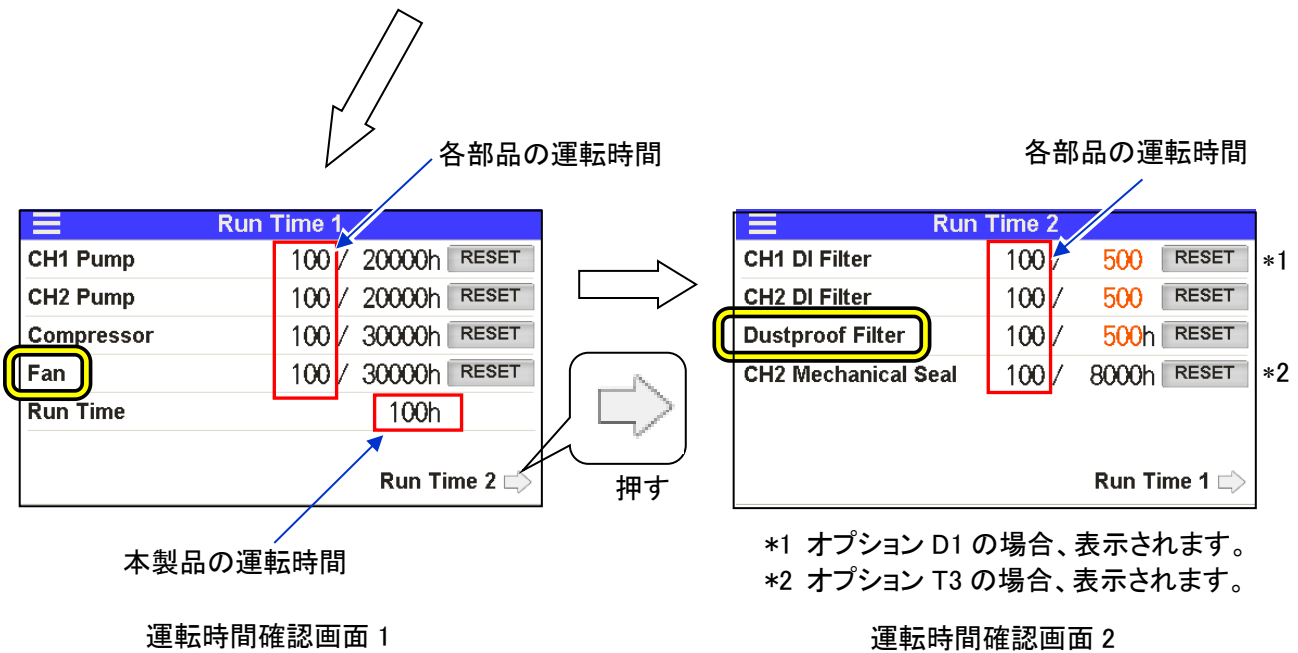 各部品の運転時間
Run Time 1
CH1 Pump 100 / 20000h RESET
CH2 Pump 100 / 20000h RESET
Compressor 100 / 30000h RESET
Fan 100 / 30000h RESET
Run Time 100h
Run Time 2
押す
本製品の運転時間
運転時間確認画面 1
各部品の運転時間
Run Time 2
CH1 DI Filter 100 / 500 RESET *1
CH2 DI Filter 100 / 500 RESET
Dustproof Filter 100 / 500h RESET
CH2 Mechanical Seal 100 / 8000h RESET *2
Run Time 1
*1 オプション D1 の場合、表示されます。
*2 オプション T3 の場合、表示されます。
運転時間確認画面 2